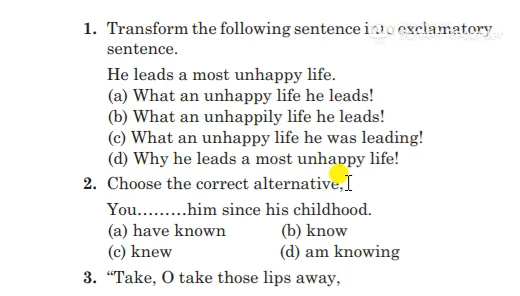 1. Transform the following sentence into exclamatory
sentence.
He leads a most unhappy life.
(a) What an unhappy life he leads!
(b) What an unhappily life he leads!
(c) What an unhappy life he was leading!
(d) Why he leads a most unhappy life!
2. Choose the correct alternative,
You.........him since his childhood.
(a) have known (b) know
(c) knew (d) am knowing
3. “Take, O take those lips away,